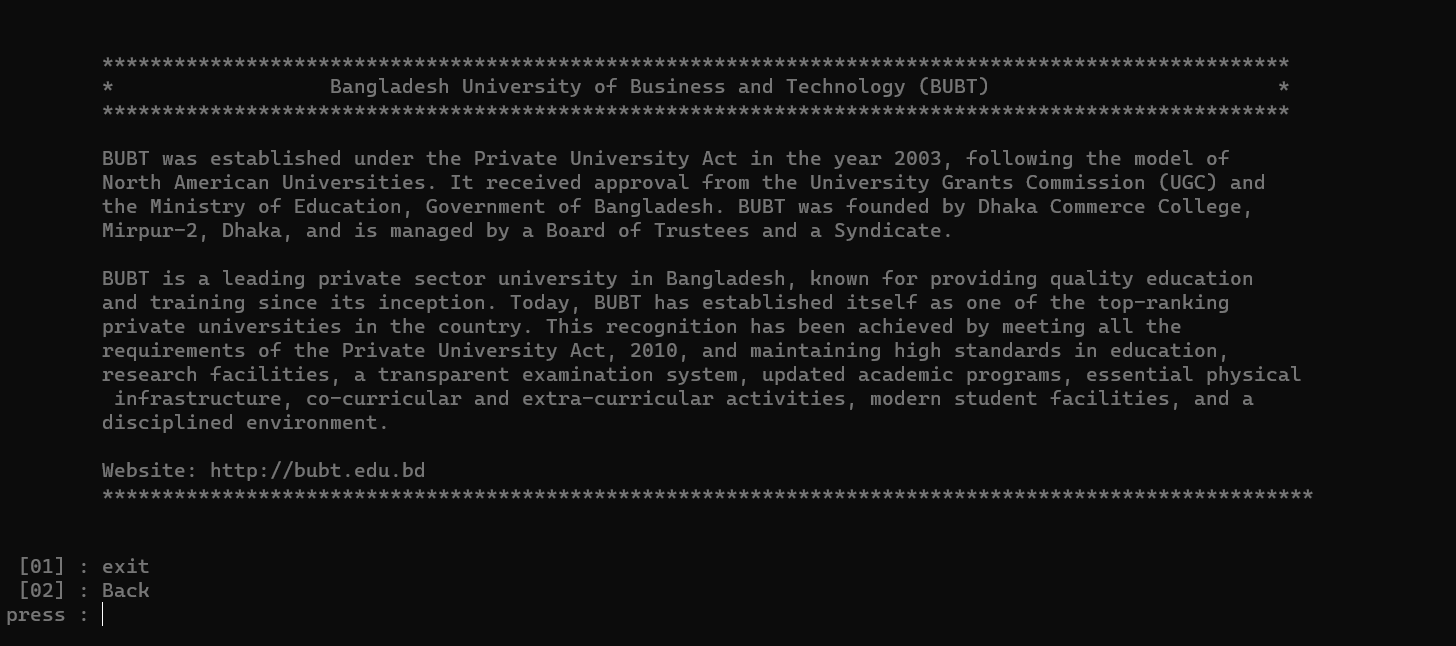 ***************************************************************************************************
* Bangladesh University of Business and Technology (BUBT) *
***************************************************************************************************
BUBT was established under the Private University Act in the year 2003, following the model of
North American Universities. It received approval from the University Grants Commission (UGC) and
the Ministry of Education, Government of Bangladesh. BUBT was founded by Dhaka Commerce College,
Mirpur-2, Dhaka, and is managed by a Board of Trustees and a Syndicate.
BUBT is a leading private sector university in Bangladesh, known for providing quality education
and training since its inception. Today, BUBT has established itself as one of the top-ranking
private universities in the country. This recognition has been achieved by meeting all the
requirements of the Private University Act, 2010, and maintaining high standards in education,
research facilities, a transparent examination system, updated academic programs, essential physical
infrastructure, co-curricular and extra-curricular activities, modern student facilities, and a
disciplined environment.
Website: http://bubt.edu.bd
*****************************************************************************************************
[01] : exit
[02] : Back
press :